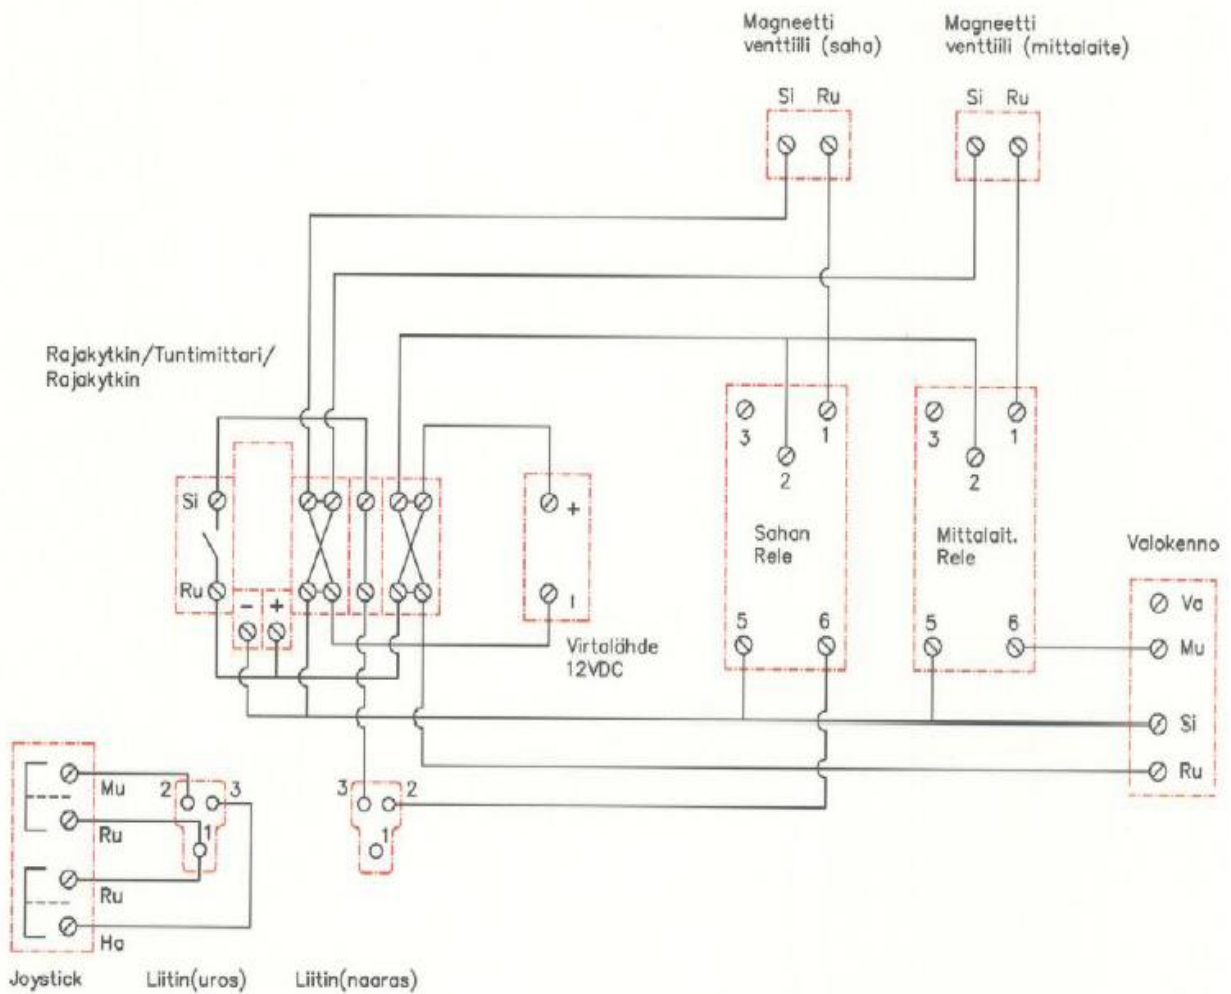 Magneetti
venttiili (saha)
Magneetti
venttiili (mittalaite)
Si Ru
Si Ru
Rajakytkin/Tuntimittari/
Rajakytkin
3
1
2
3
1
2
Si
+
Sahan
Rele
Mittalait.
Rele
Valokenno
Ru
- +
5 6
5 6
Va
Mu
Virtalähde
12VDC
Si
Ru
Mu
2 3
1
Ru
3 2
1
Ru
Ha
Joystick
Liitin(uros)
Liitin(naaras)